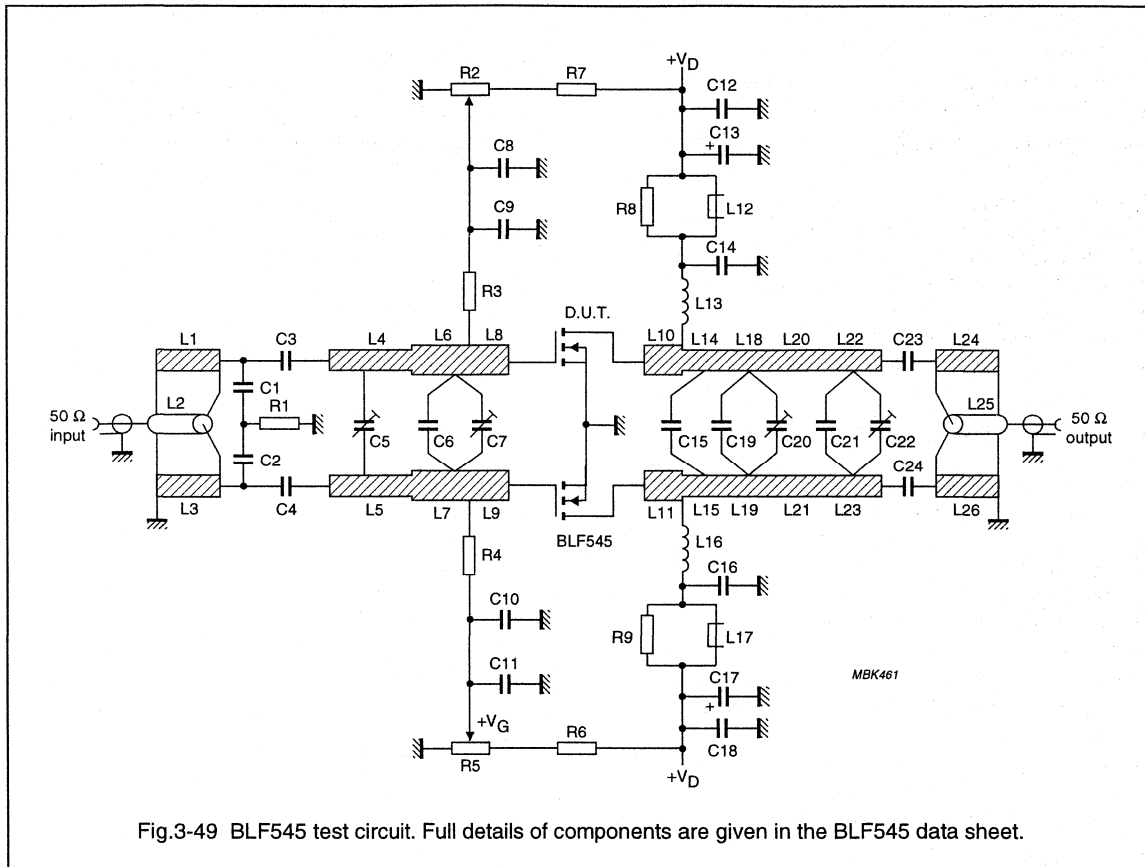 +VD
R2 R7
C12
C13
+
C8
R8 L12
C9
C14
R3
L13
D.U.T.
L1 C3 L4 L6 L8 L10 L14 L18 L20 L22 C23 L24
C1
50 Ω input
L2 R1 C5 C6 C7 C15 C19 C20 C21 C22 L25
50 Ω output
C2
L3 C4 L5 L7 L9 L11 L15 L19 L21 L23 C24 L26
BLF545
L16
R4
C16
C10
R9 L17
C11
C17
+
MBK461
+VG
C18
R5 R6
+VD
Fig.3-49 BLF545 test circuit. Full details of components are given in the BLF545 data sheet.